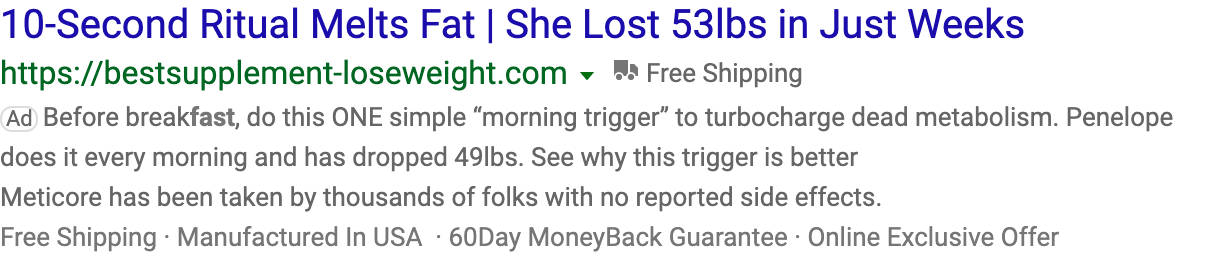 10-Second Ritual Melts Fat | She Lost 53lbs in Just Weeks
https://bestsupplement-loseweight.com Free Shipping
Ad Before breakfast, do this ONE simple “morning trigger” to turbocharge dead metabolism. Penelope
does it every morning and has dropped 49lbs. See why this trigger is better
Meticore has been taken by thousands of folks with no reported side effects.
Free Shipping · Manufactured In USA · 60Day MoneyBack Guarantee · Online Exclusive Offer